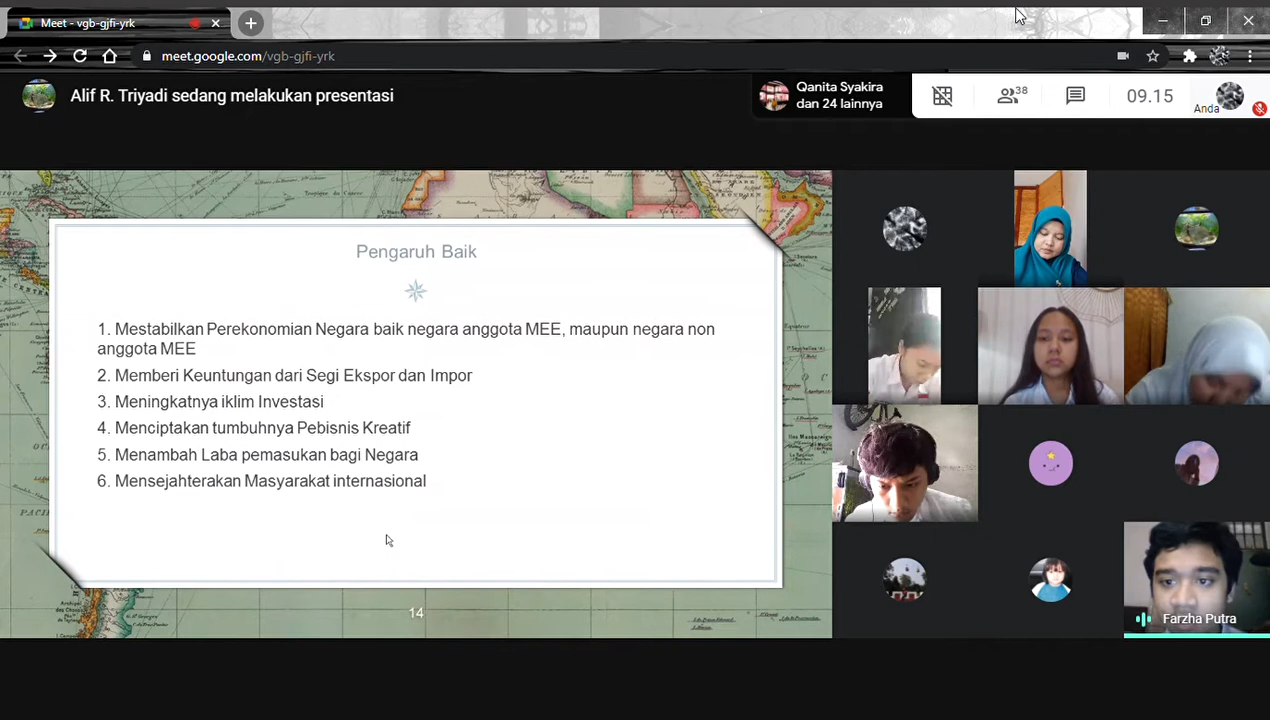 Meet - vgb-gjfi-yrk
meet.google.com/vgb-gjfi-yrk
Alif R. Triyadi sedang melakukan presentasi
Qanita Syakira
dan 24 lainnya
38
09.15
Anda
Pengaruh Baik
1. Mestabilkan Perekonomian Negara baik negara anggota MEE, maupun negara non
anggota MEE
2. Memberi Keuntungan dari Segi Ekspor dan Impor
3. Meningkatnya iklim Investasi
4. Menciptakan tumbuhnya Pebisnis Kreatif
5. Menambah Laba pemasukan bagi Negara
6. Mensejahterakan Masyarakat internasional
14
Farzha Putra